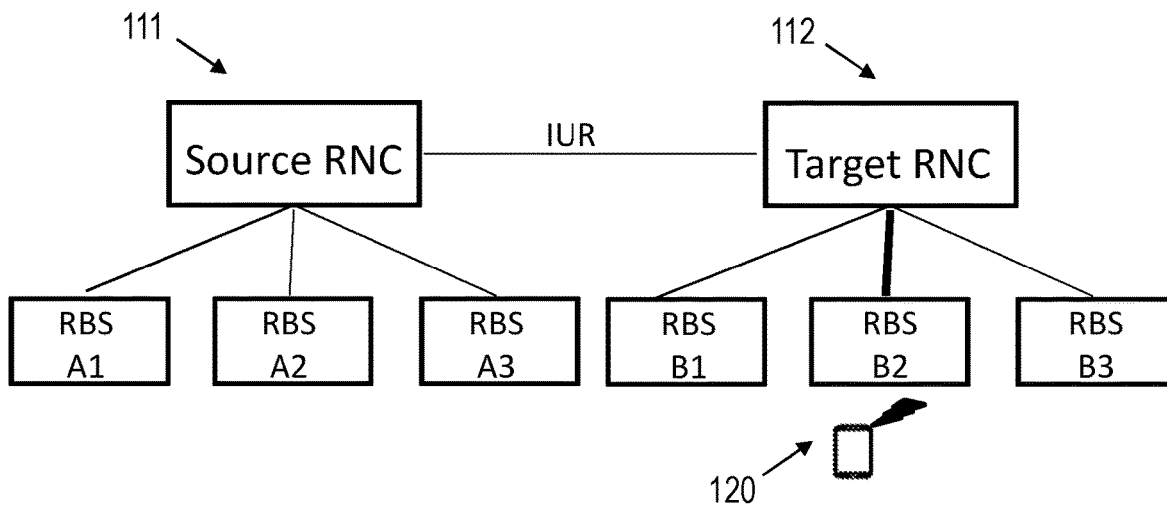 111
112
Source RNC
IUR
Target RNC
RBS
A1
RBS
A2
RBS
A3
RBS
B1
RBS
B2
RBS
B3
120